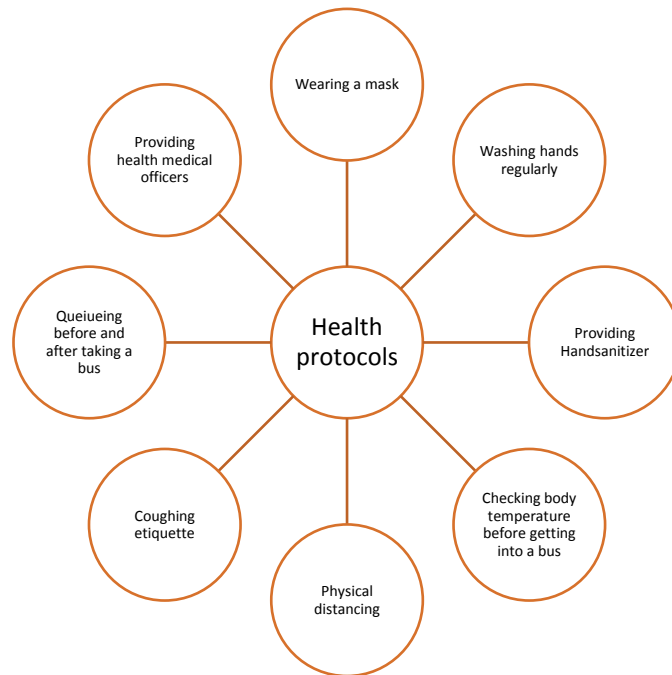 Wearing a mask
Washing hands
regularly
Providing
Handsanitizer
Checking body
temperature
before getting
into a bus
Physical
distancing
Coughing
etiquette
Queiueing
before and
after taking a
bus
Providing
health medical
officers
Health
protocols